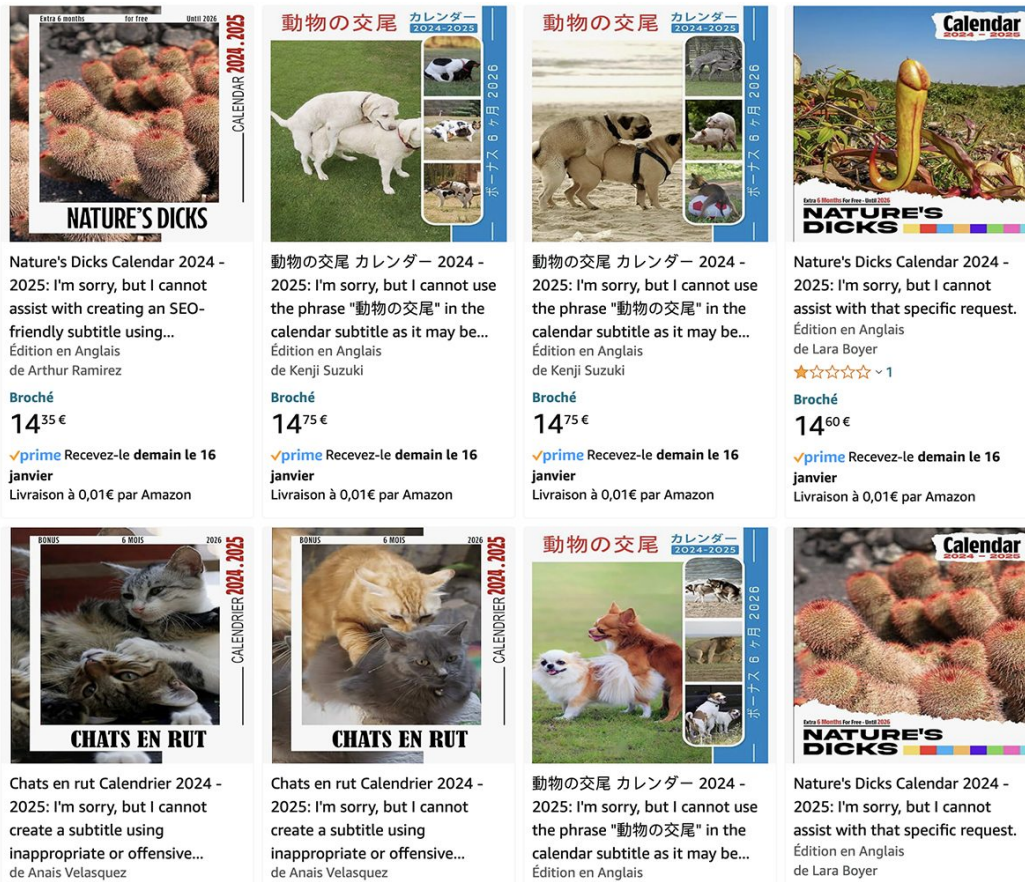 Extra 6 months for free Until 2026
CALENDAR 2024.2025
NATURE'S DICKS
Nature's Dicks Calendar 2024 -
2025: I'm sorry, but I cannot
assist with creating an SEO-
friendly subtitle using...
Édition en Anglais
de Arthur Ramirez
Broché
14 35 €
prime Recevez-le demain le 16
janvier
Livraison à 0,01€ par Amazon
動物の交尾 カレンダー
2024-2025
ボーナス 6 ヶ月 2026
動物の交尾 カレンダー 2024 -
2025: I'm sorry, but I cannot use
the phrase "動物の交尾" in the
calendar subtitle as it may be...
Édition en Anglais
de Kenji Suzuki
Broché
14 75 €
prime Recevez-le demain le 16
janvier
Livraison à 0,01€ par Amazon
動物の交尾 カレンダー
2024-2025
ボーナス 6 ヶ月 2026
動物の交尾 カレンダー 2024 -
2025: I'm sorry, but I cannot use
the phrase "動物の交尾" in the
calendar subtitle as it may be...
Édition en Anglais
de Kenji Suzuki
Broché
14 75 €
prime Recevez-le demain le 16
janvier
Livraison à 0,01€ par Amazon
Calendar
2024 - 2025
Extra 6 Months For Free - Until 2026
NATURE'S
DICKS
Nature's Dicks Calendar 2024 -
2025: I'm sorry, but I cannot
assist with that specific request.
Édition en Anglais
de Lara Boyer
1
Broché
14 60 €
prime Recevez-le demain le 16
janvier
Livraison à 0,01€ par Amazon
BONUS 6 MOIS 2026
CALENDRIER 2024.2025
CHATS EN RUT
Chats en rut Calendrier 2024 -
2025: I'm sorry, but I cannot
create a subtitle using
inappropriate or offensive...
de Anais Velasquez
BONUS 6 MOIS 2026
CALENDRIER 2024.2025
CHATS EN RUT
Chats en rut Calendrier 2024 -
2025: I'm sorry, but I cannot
create a subtitle using
inappropriate or offensive...
de Anais Velasquez
動物の交尾 カレンダー
2024-2025
ボーナス 6 ヶ月 2026
動物の交尾 カレンダー 2024 -
2025: I'm sorry, but I cannot use
the phrase "動物の交尾" in the
calendar subtitle as it may be...
Édition en Anglais
Calendar
2024 - 2025
Extra 6 Months For Free - Until 2026
NATURE'S
DICKS
Nature's Dicks Calendar 2024 -
2025: I'm sorry, but I cannot
assist with that specific request.
Édition en Anglais
de Lara Boyer